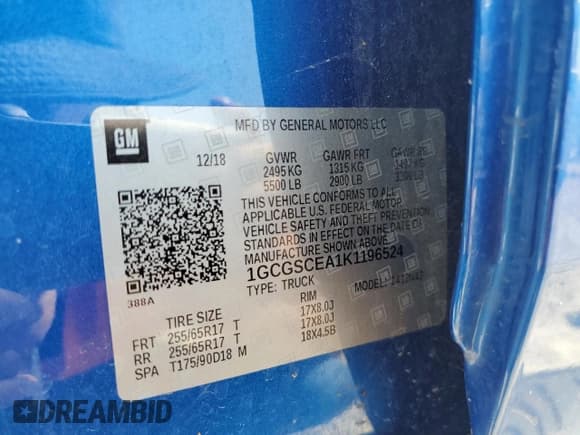 GM
MFD BY GENERAL MOTORS LLC
12/18 GVWR GAWR FRT GAWR RR
2495 KG 1315 KG
5500 LB 2900 LB
THIS VEHICLE CONFORMS TO ALL
APPLICABLE U.S. FEDERAL MOTOR
VEHICLE SAFETY AND THEFT PREVENTION
STANDARDS IN EFFECT ON THE DATE OF
MANUFACTURE SHOWN ABOVE.
1GCGSCEA1K1196524
TYPE: TRUCK MODEL:
388A
TIRE SIZE RIM
FRT 255/65R17 T 17X8.0J
RR 255/65R17 T 17X8.0J
SPA T175/90D18 M 18X4.5B
DREAMBID